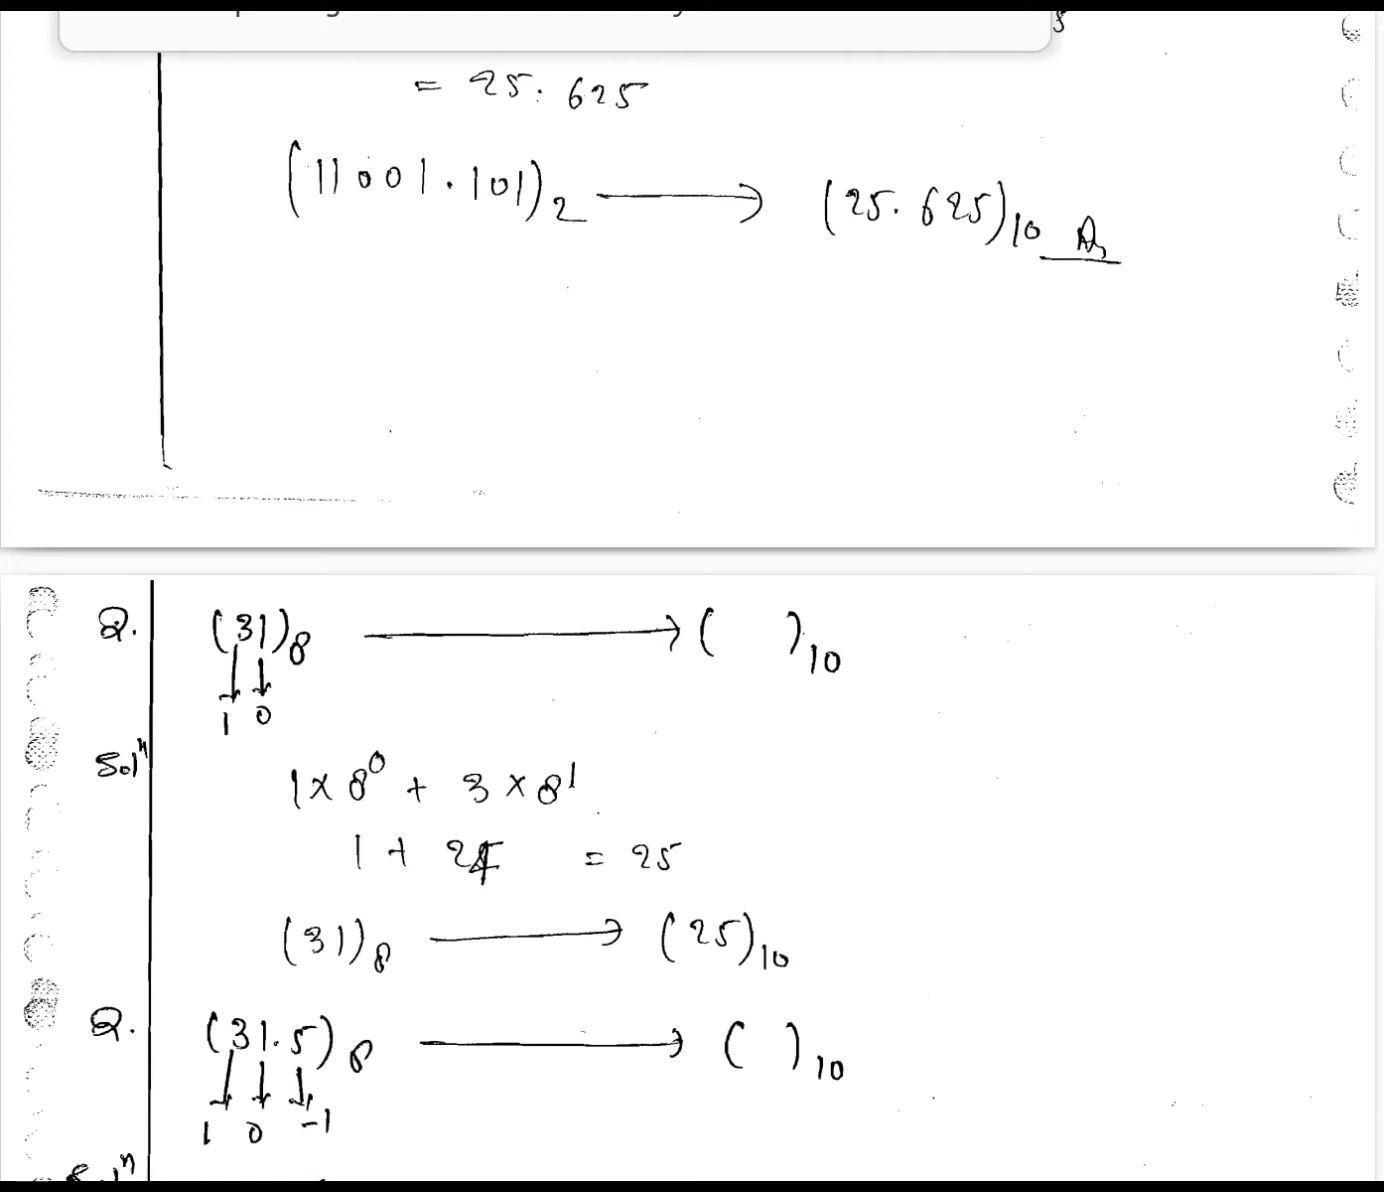 = 25.625
(11001.101)₂ ⟶ (25.625)₁₀ A
Q. (31)₈ ⟶ ( )₁₀
1 0
Solⁿ
1 × 8⁰ + 3 × 8¹
1 + 24 = 25
(31)₈ ⟶ (25)₁₀
Q. (31.5)₈ ⟶ ( )₁₀
1 0 -1
Solⁿ